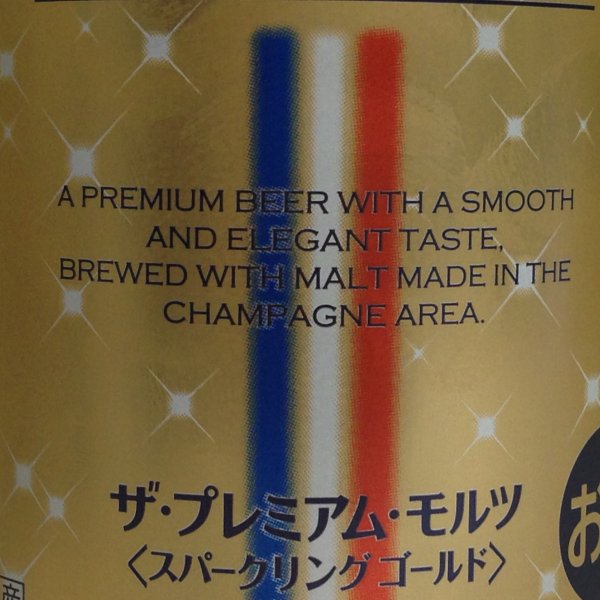 A PREMIUM BEER WITH A SMOOTH
AND ELEGANT TASTE,
BREWED WITH MALT MADE IN THE
CHAMPAGNE AREA.
ザ・プレミアム・モルツ
〈スパークリング ゴールド〉
お